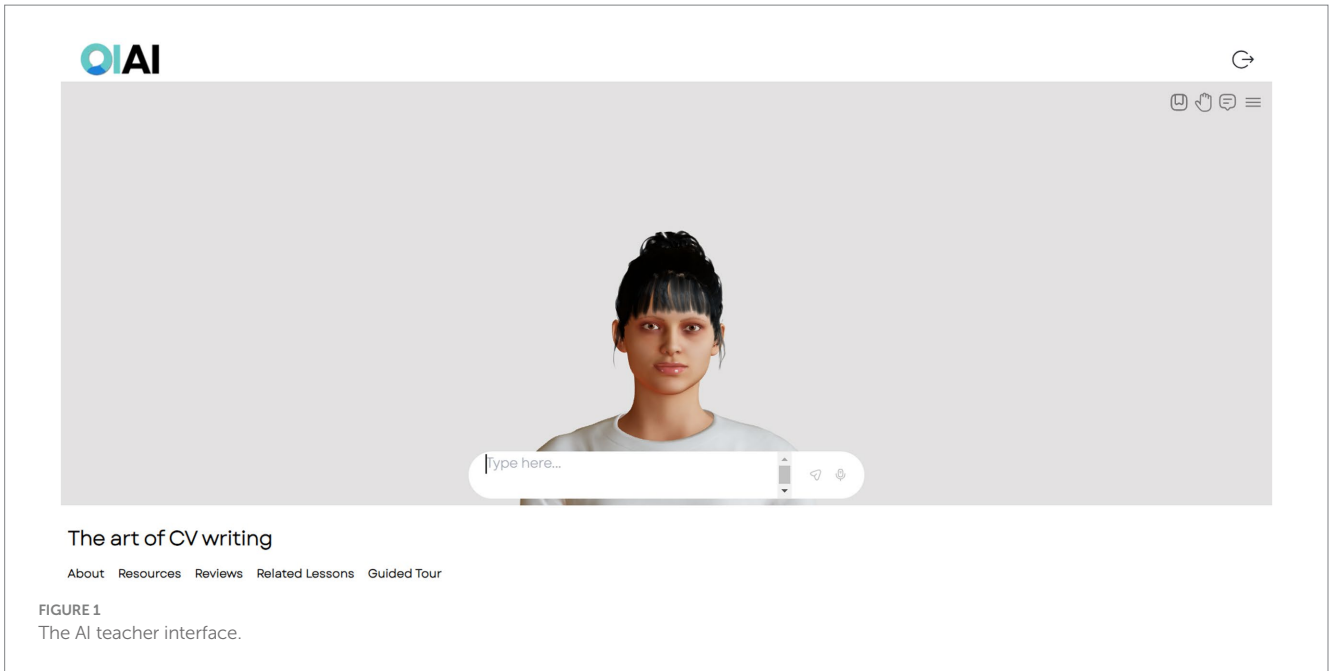 OIAI
Type here...
The art of CV writing
About Resources Reviews Related Lessons Guided Tour
FIGURE 1
The AI teacher interface.